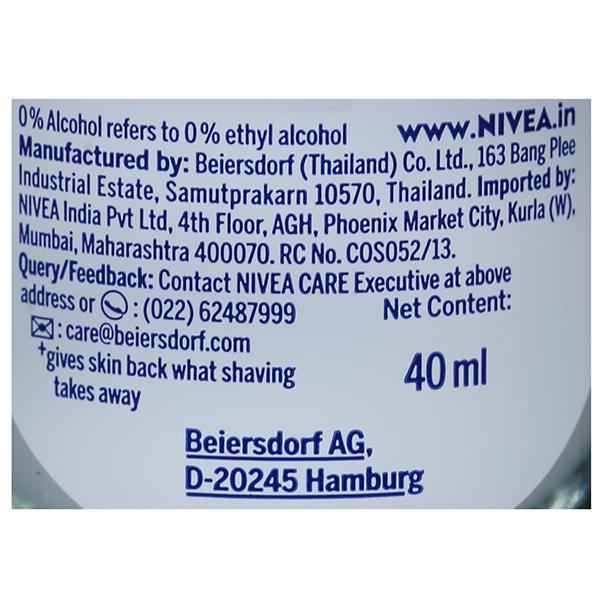 0% Alcohol refers to 0% ethyl alcohol www.NIVEA.in
Manufactured by: Beiersdorf (Thailand) Co. Ltd., 163 Bang Plee
Industrial Estate, Samutprakarn 10570, Thailand. Imported by:
NIVEA India Pvt Ltd, 4th Floor, AGH, Phoenix Market City, Kurla (W),
Mumbai, Maharashtra 400070. RC No. COS052/13.
Query/Feedback: Contact NIVEA CARE Executive at above
address or : (022) 62487999 Net Content:
: care@beiersdorf.com
+gives skin back what shaving 40 ml
takes away
Beiersdorf AG,
D-20245 Hamburg